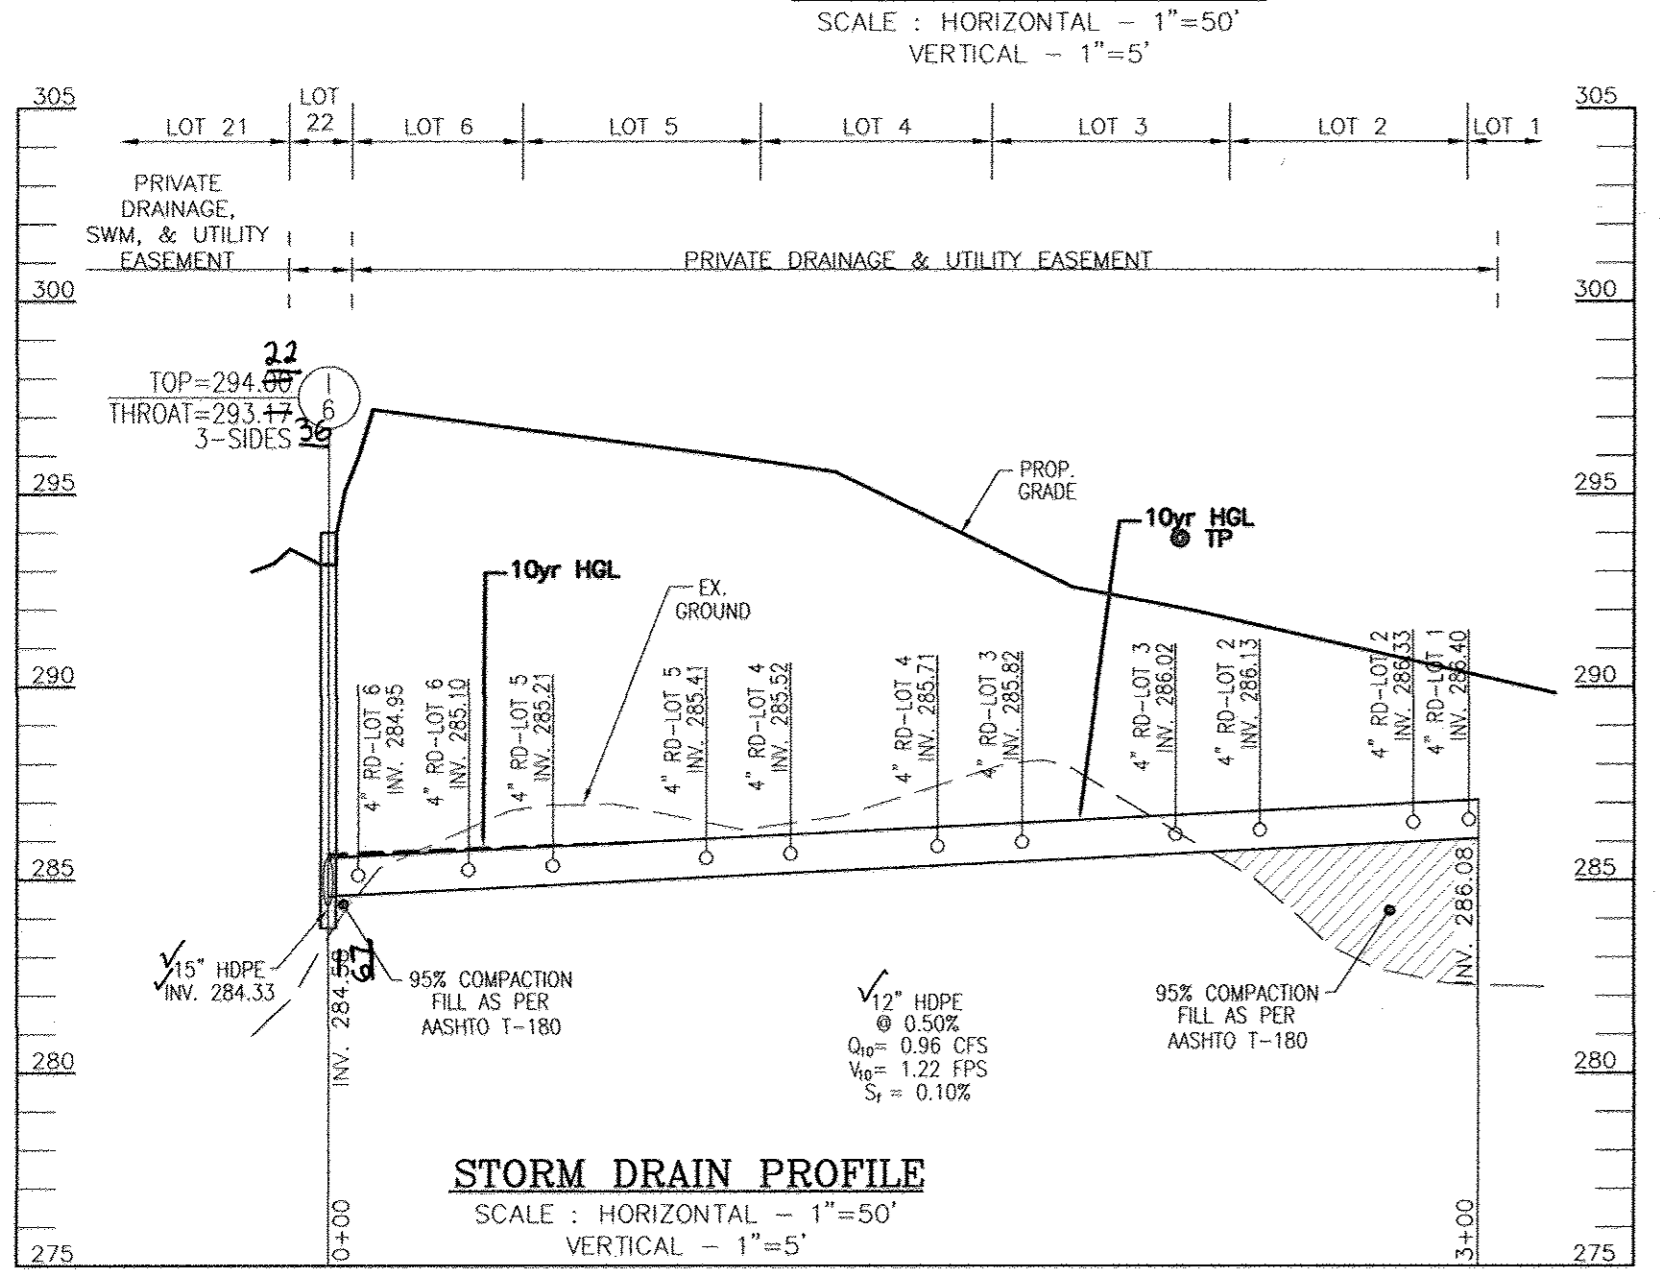 SCALE : HORIZONTAL - 1"=50'
VERTICAL - 1"=5'
305
LOT 21
LOT
22
LOT 6
LOT 5
LOT 4
LOT 3
LOT 2
LOT 1
305
PRIVATE
DRAINAGE,
SWM, & UTILITY
EASEMENT
PRIVATE DRAINAGE & UTILITY EASEMENT
300
300
22
TOP=294.00
THROAT=293.17
3-SIDES 36
6
295
295
PROP.
GRADE
10yr HGL
@ TP
10yr HGL
EX.
GROUND
290
290
4" RD-LOT 6
INV. 284.95
4" RD-LOT 6
INV. 285.10
4" RD-LOT 5
INV. 285.21
4" RD-LOT 5
INV. 285.41
4" RD-LOT 4
INV. 285.52
4" RD-LOT 4
INV. 285.71
4" RD-LOT 3
INV. 285.82
4" RD-LOT 3
INV. 286.02
4" RD-LOT 2
INV. 286.13
4" RD-LOT 2
INV. 286.33
4" RD-LOT 1
INV. 286.40
285
285
15" HDPE
INV. 284.33
INV. 284.58
67
95% COMPACTION
FILL AS PER
AASHTO T-180
12" HDPE
@ 0.50%
Q10= 0.96 CFS
V10= 1.22 FPS
Sf = 0.10%
95% COMPACTION
FILL AS PER
AASHTO T-180
INV. 286.08
280
280
STORM DRAIN PROFILE
SCALE : HORIZONTAL - 1"=50'
VERTICAL - 1"=5'
0+00
3+00
275
275